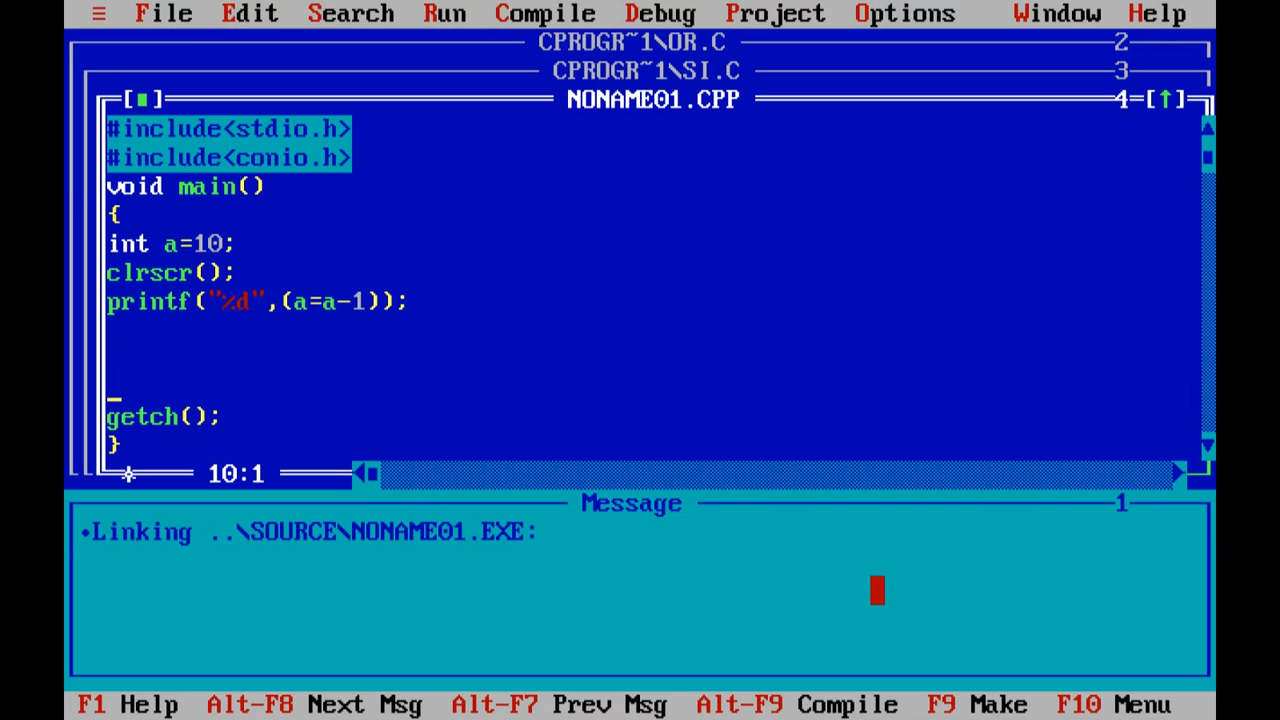 ≡ File Edit Search Run Compile Debug Project Options Window Help
CPROGR~1\OR.C 2
CPROGR~1\SI.C 3
[■] NONAME01.CPP 4=[↑]
#include<stdio.h>
#include<conio.h>
void main()
{
int a=10;
clrscr();
printf("%d",(a=a-1));
getch();
}
10:1
Message 1
•Linking ..\SOURCE\NONAME01.EXE:
F1 Help Alt-F8 Next Msg Alt-F7 Prev Msg Alt-F9 Compile F9 Make F10 Menu